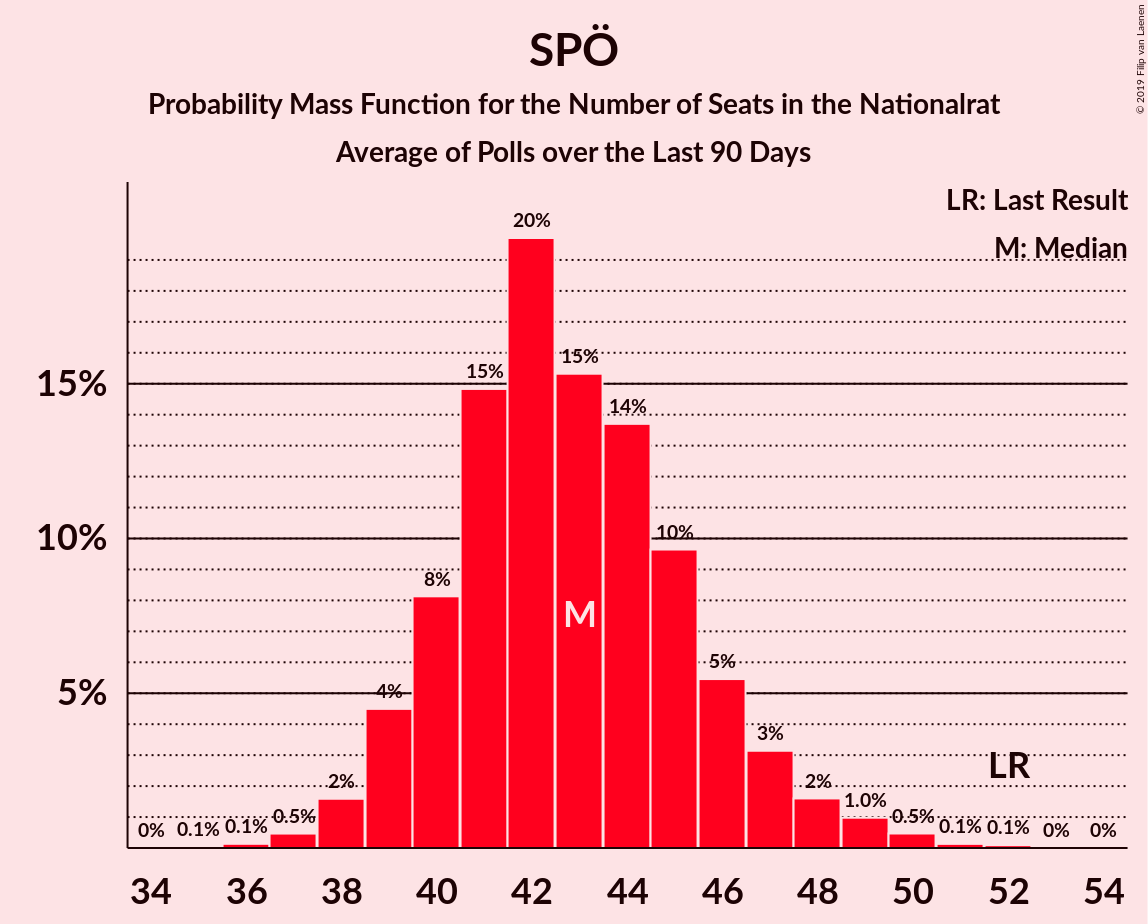 SPÖ
Probability Mass Function for the Number of Seats in the Nationalrat
Average of Polls over the Last 90 Days
© 2019 Filip van Laenen
LR: Last Result
M: Median
20%
15%
15%
15%
14%
10%
10%
8%
M
5%
5%
4%
3%
LR
2%
2%
1.0%
0%
0.1%
0.1%
0.5%
0.5%
0.1%
0.1%
0%
0%
34 36 38 40 42 44 46 48 50 52 54